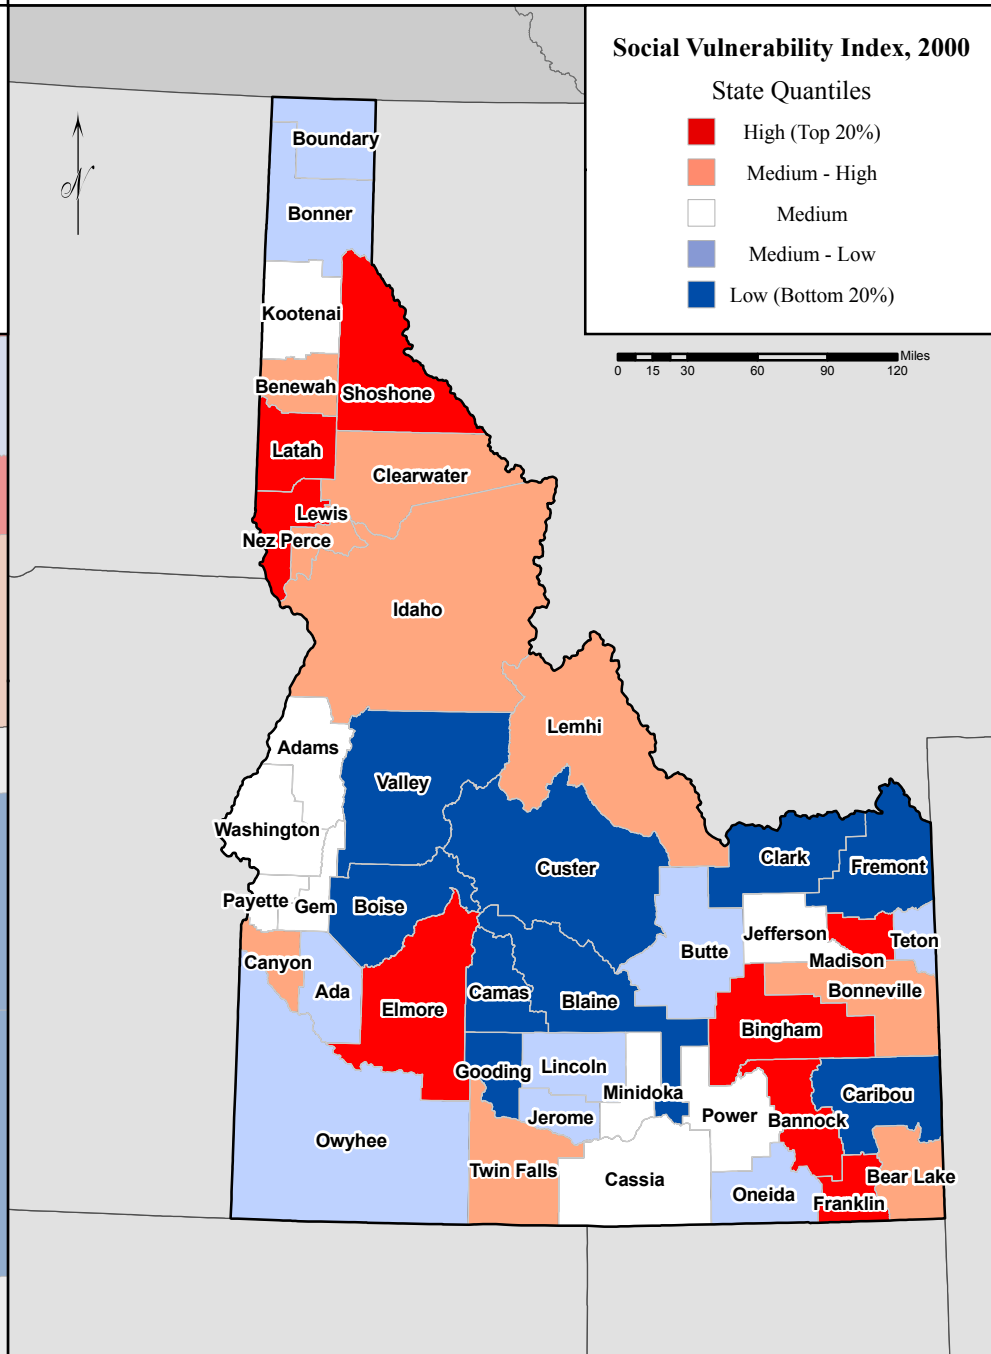 Social Vulnerability Index, 2000
State Quantiles
High (Top 20%)
Medium - High
Medium
Medium - Low
Low (Bottom 20%)
Miles
0 15 30 60 90 120
N
Boundary
Bonner
Kootenai
Benewah
Shoshone
Latah
Clearwater
Lewis
Nez Perce
Idaho
Lemhi
Adams
Valley
Washington
Custer
Clark
Fremont
Payette
Gem
Boise
Jefferson
Teton
Butte
Madison
Canyon
Ada
Camas
Blaine
Bonneville
Elmore
Bingham
Gooding
Lincoln
Minidoka
Caribou
Jerome
Power
Bannock
Owyhee
Twin Falls
Cassia
Bear Lake
Oneida
Franklin